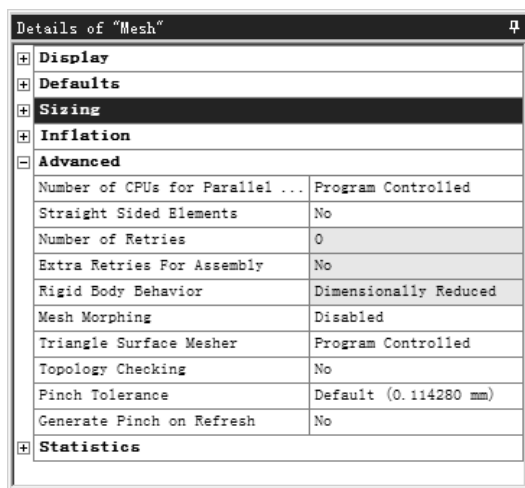 Details of "Mesh"
Display
Defaults
Sizing
Inflation
Advanced
Number of CPUs for Parallel ... Program Controlled
Straight Sided Elements No
Number of Retries 0
Extra Retries For Assembly No
Rigid Body Behavior Dimensionally Reduced
Mesh Morphing Disabled
Triangle Surface Mesher Program Controlled
Topology Checking No
Pinch Tolerance Default (0.114280 mm)
Generate Pinch on Refresh No
Statistics